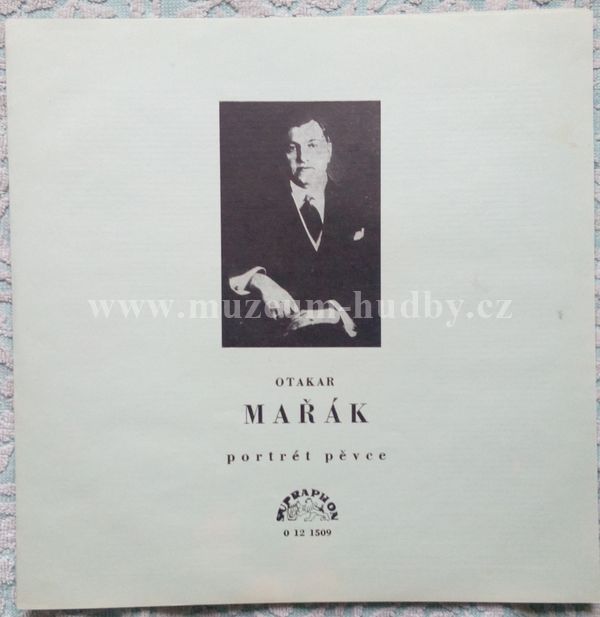 www.muzeum-hudby.cz
OTAKAR
MAŘÁK
portrét pěvce
SUPRAPHON
0 12 1509